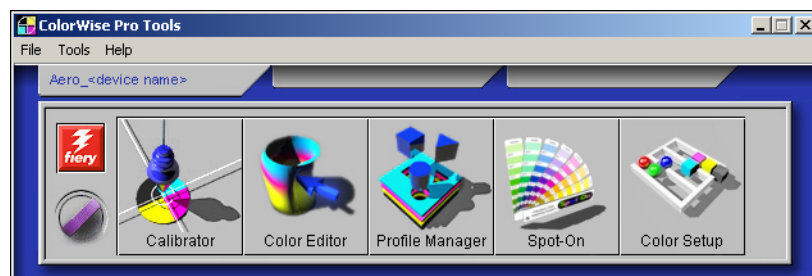 ColorWise Pro Tools
File Tools Help
Aero_<device name>
fiery
Calibrator Color Editor Profile Manager Spot-On Color Setup